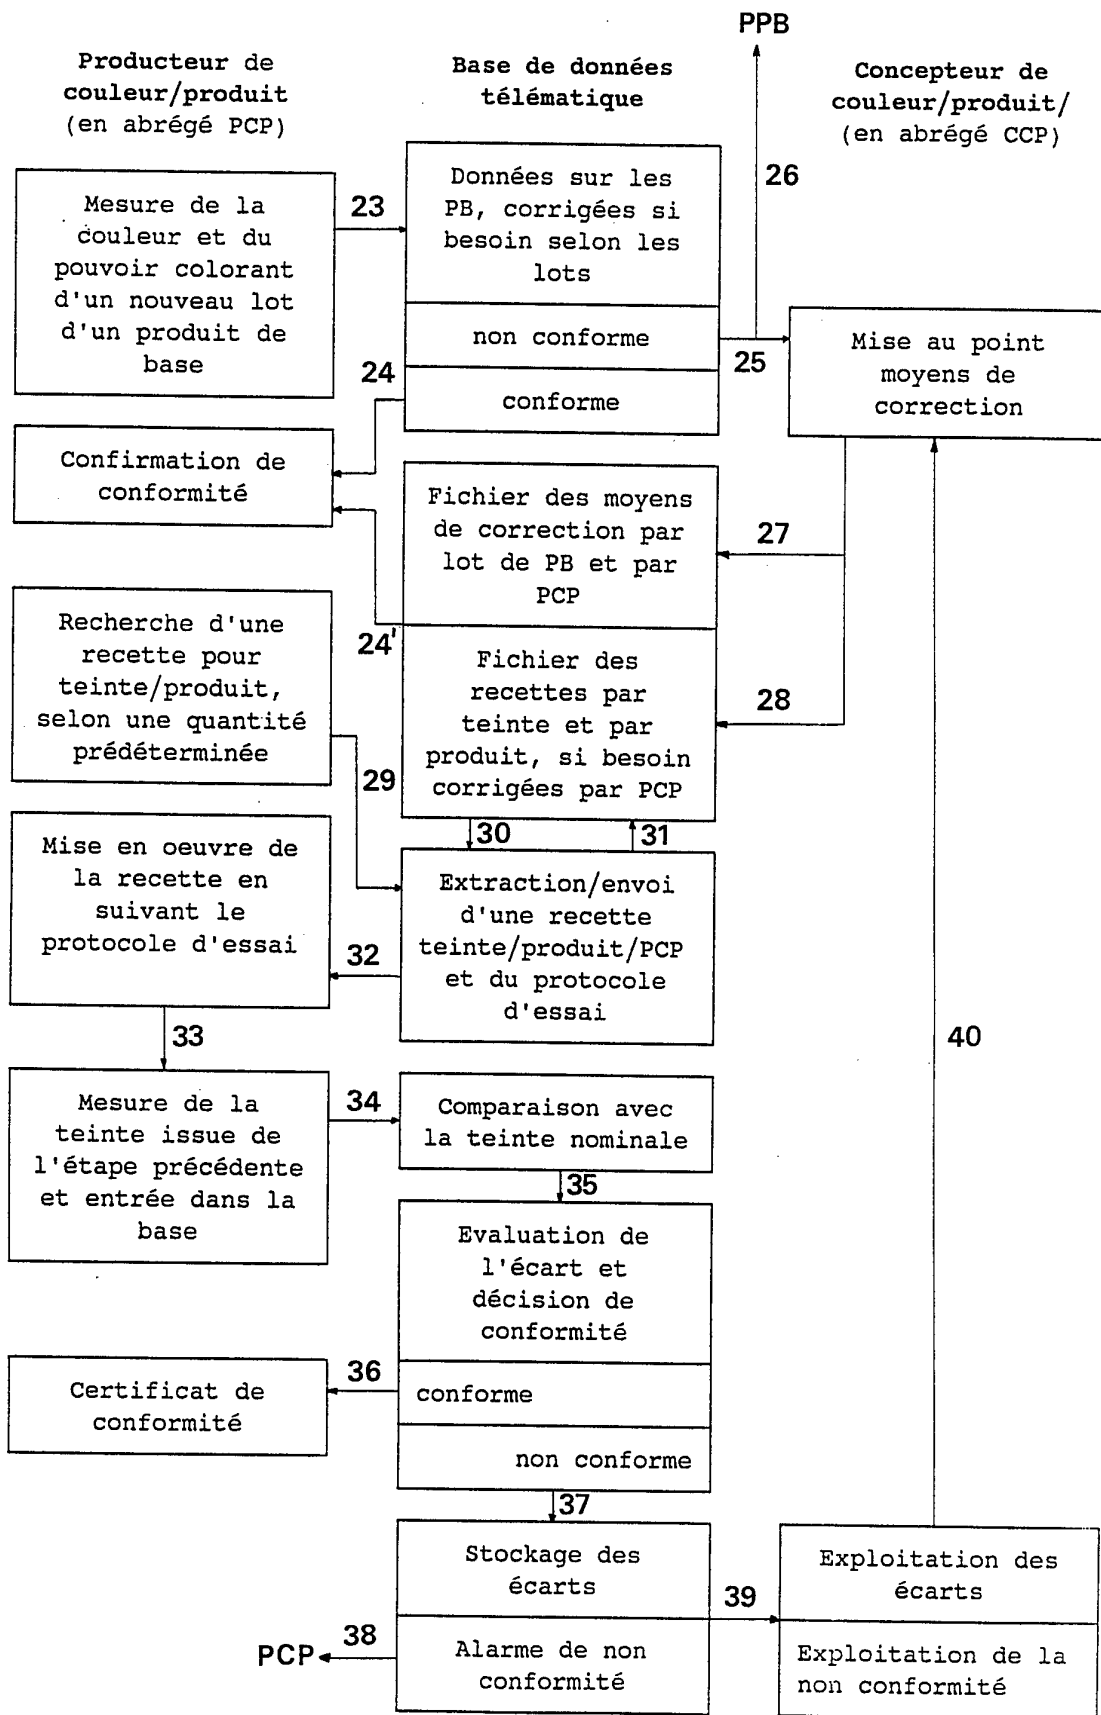 PPB
Producteur de
couleur/produit
(en abrégé PCP)
Base de données
télématique
Concepteur de
couleur/produit/
(en abrégé CCP)
26
Mesure de la
couleur et du
pouvoir colorant
d'un nouveau lot
d'un produit de
base
23
Données sur les
PB, corrigées si
besoin selon les
lots
non conforme
conforme
24
25
Mise au point
moyens de
correction
Confirmation de
conformité
Fichier des moyens
de correction par
lot de PB et par
PCP
27
24'
Recherche d'une
recette pour
teinte/produit,
selon une quantité
prédéterminée
Fichier des
recettes par
teinte et par
produit, si besoin
corrigées par PCP
28
29
30
31
Mise en oeuvre de
la recette en
suivant le
protocole d'essai
Extraction/envoi
d'une recette
teinte/produit/PCP
et du protocole
d'essai
32
33
40
Mesure de la
teinte issue de
l'étape précédente
et entrée dans la
base
34
Comparaison avec
la teinte nominale
35
Evaluation de
l'écart et
décision de
conformité
conforme
non conforme
36
Certificat de
conformité
37
Stockage des
écarts
Alarme de non
conformité
38
PCP
39
Exploitation des
écarts
Exploitation de la
non conformité